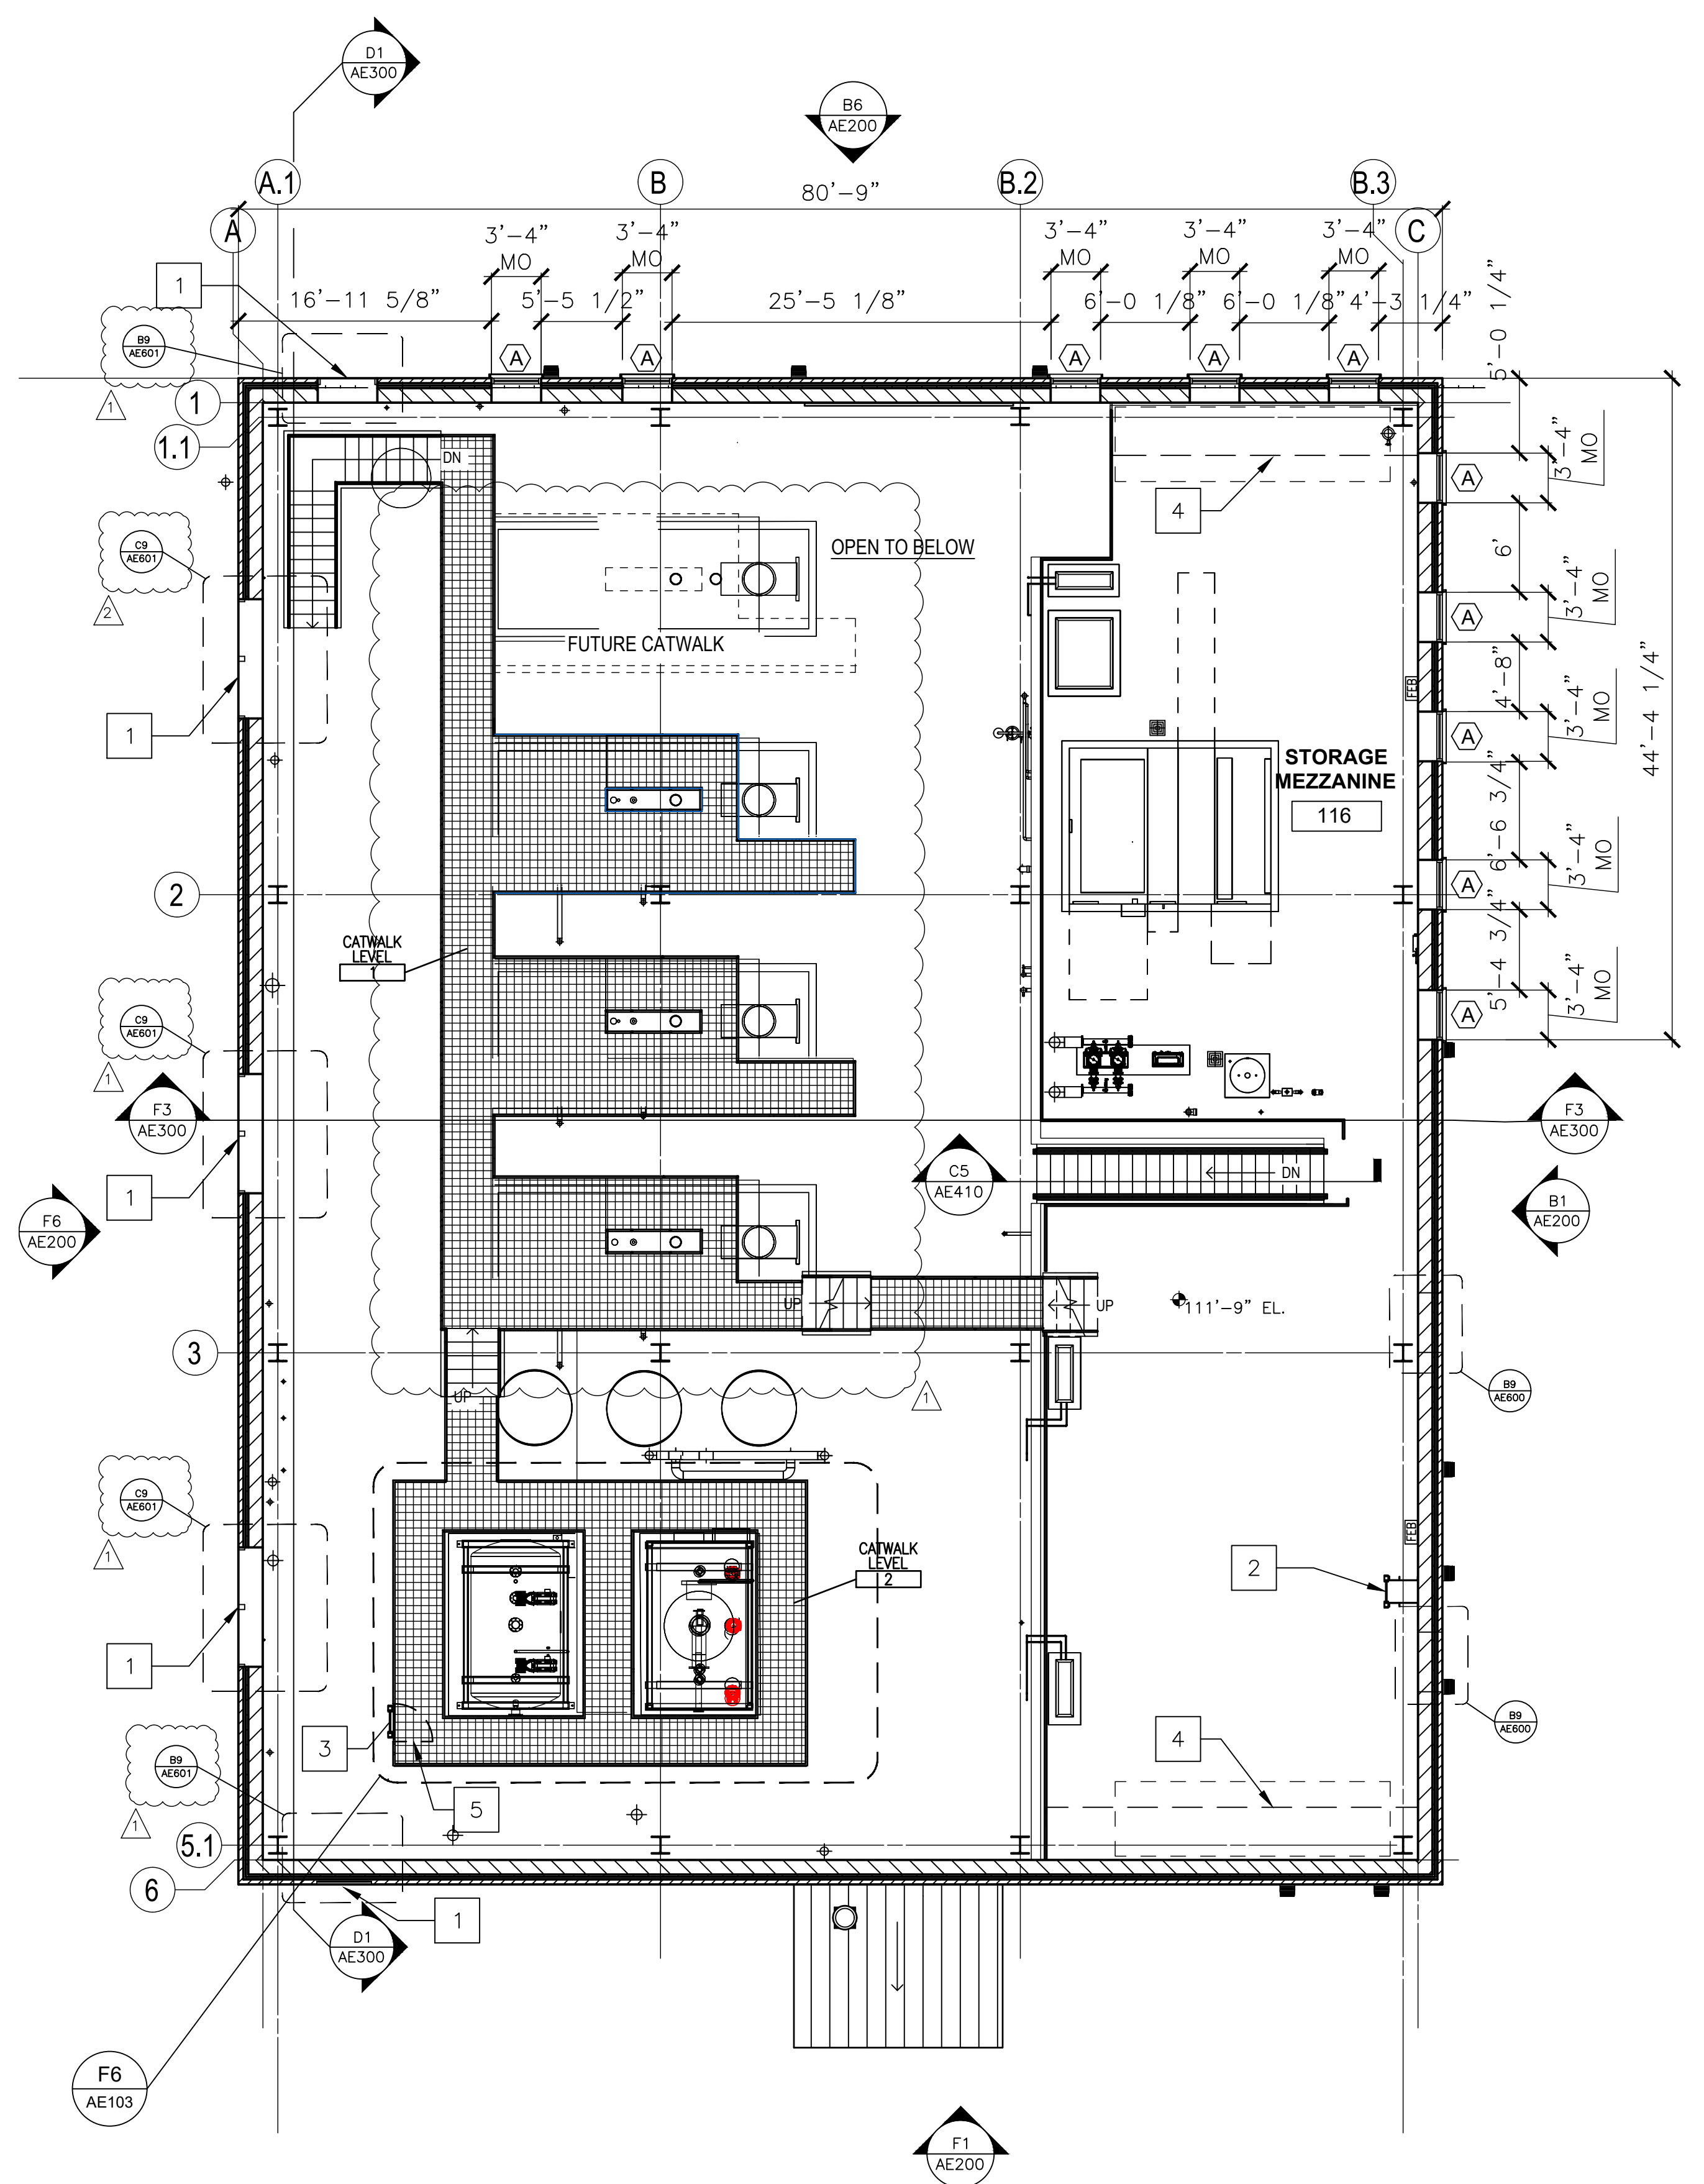 D1
AE300
B6
AE200
A.1
B
B.2
B.3
80'-9"
A
C
3'-4"
MO
3'-4"
MO
3'-4"
MO
3'-4"
MO
3'-4"
MO
1
16'-11 5/8"
5'-5 1/2"
25'-5 1/8"
6'-0 1/8"
6'-0 1/8"
4'-3 1/4"
5'-0 1/4"
B9
AE601
1
A
A
A
A
A
1
1.1
DN
4
A
3'-4"
MO
C9
AE601
2
OPEN TO BELOW
6'
FUTURE CATWALK
A
3'-4"
MO
4'-8"
44'-4 1/4"
FEB
1
A
3'-4"
MO
STORAGE
MEZZANINE
116
6'-6 3/4"
2
A
3'-4"
MO
CATWALK
LEVEL
1
5'-4 3/4"
C9
AE601
1
A
3'-4"
MO
F3
AE300
F3
AE300
1
C5
AE410
DN
F6
AE200
B1
AE200
UP
UP
111'-9" EL.
3
UP
1
B9
AE600
C9
AE601
1
CATWALK
LEVEL
2
FEB
2
1
B9
AE600
3
4
B9
AE601
1
5
5.1
6
1
D1
AE300
F6
AE103
F1
AE200